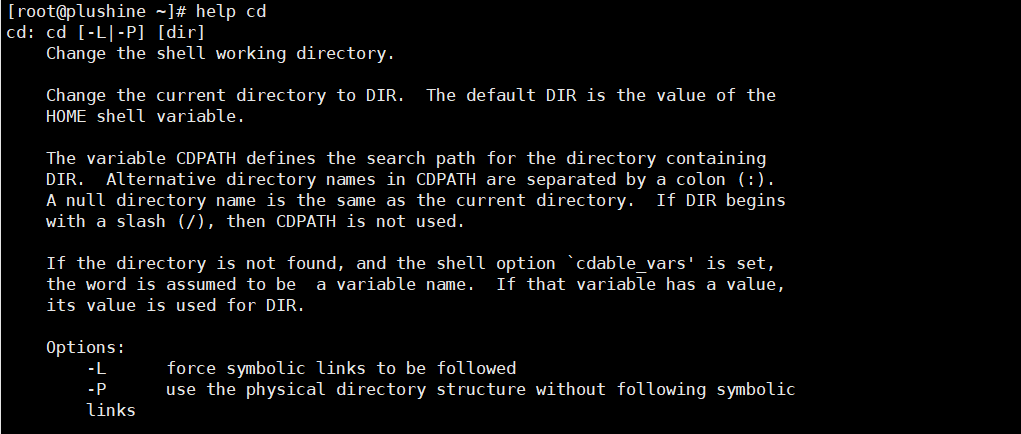 [root@plushine ~]# help cd
cd: cd [-L|-P] [dir]
    Change the shell working directory.

    Change the current directory to DIR.  The default DIR is the value of the
    HOME shell variable.

    The variable CDPATH defines the search path for the directory containing
    DIR.  Alternative directory names in CDPATH are separated by a colon (:).
    A null directory name is the same as the current directory.  If DIR begins
    with a slash (/), then CDPATH is not used.

    If the directory is not found, and the shell option `cdable_vars' is set,
    the word is assumed to be  a variable name.  If that variable has a value,
    its value is used for DIR.

    Options:
        -L      force symbolic links to be followed
        -P      use the physical directory structure without following symbolic
        links